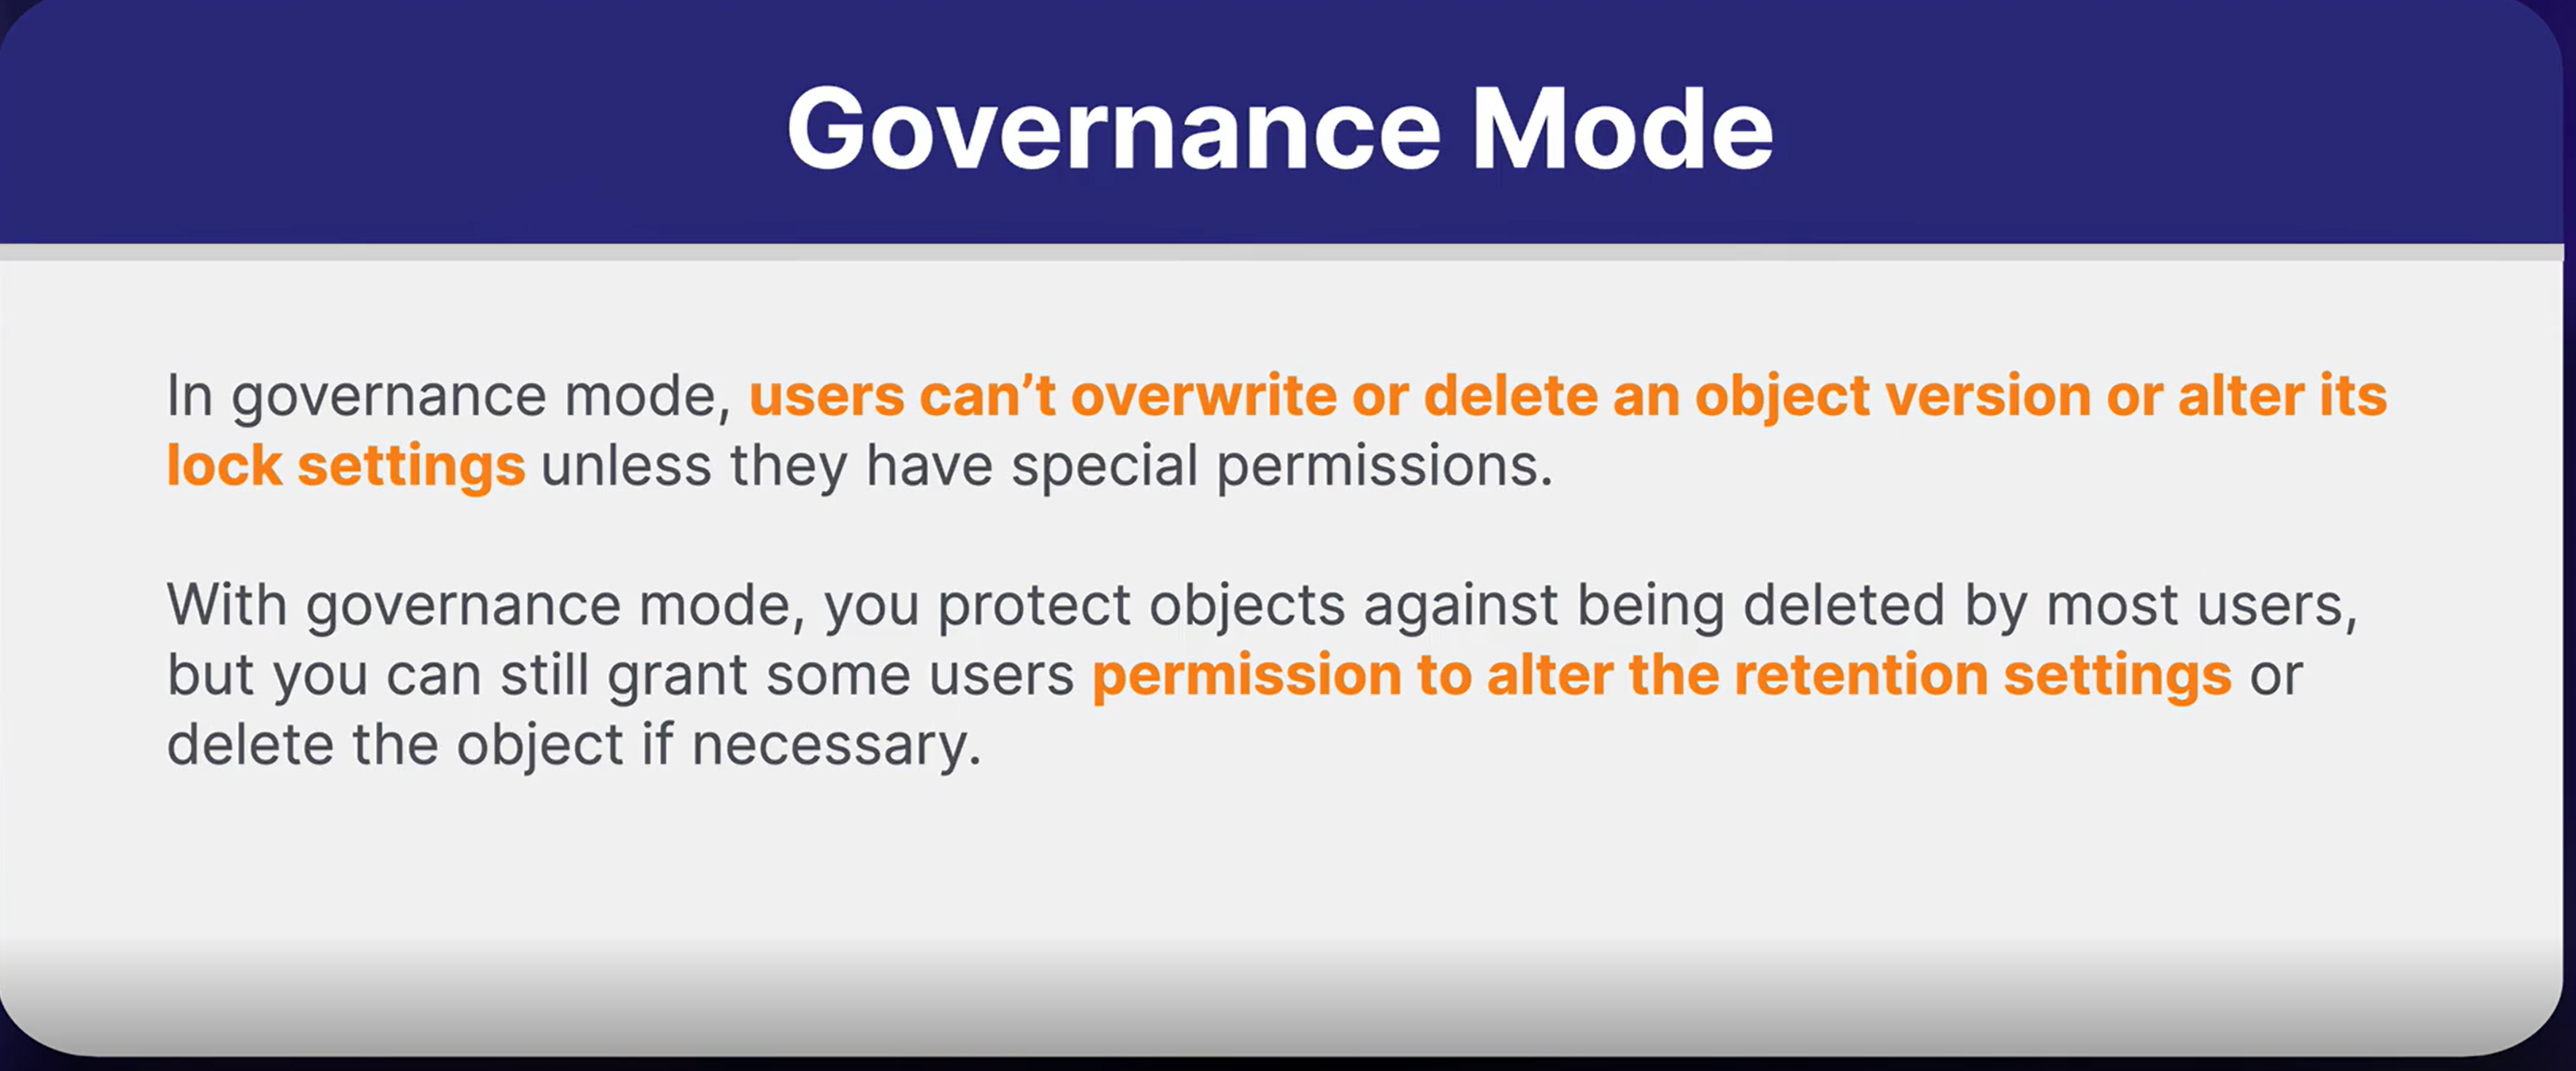 Governance Mode
In governance mode, users can’t overwrite or delete an object version or alter its
lock settings unless they have special permissions.
With governance mode, you protect objects against being deleted by most users,
but you can still grant some users permission to alter the retention settings or
delete the object if necessary.